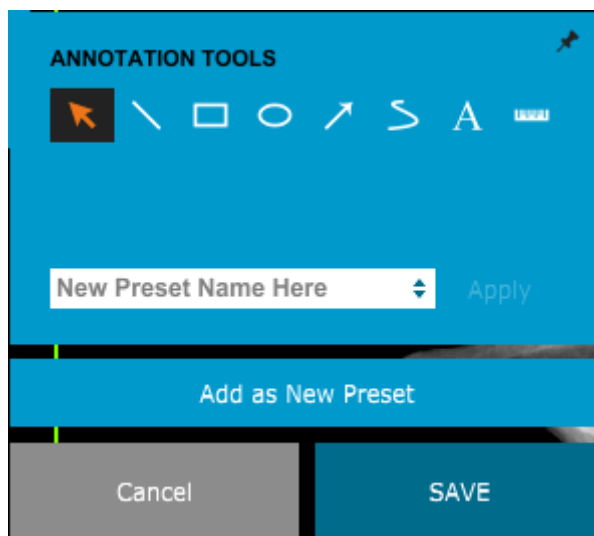 ANNOTATION TOOLS
A
New Preset Name Here
Apply
Add as New Preset
Cancel
SAVE